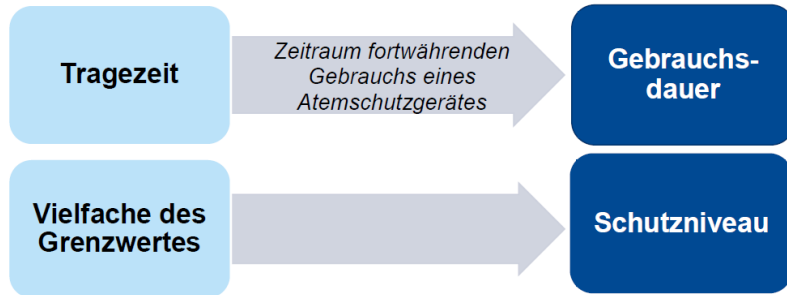 Tragezeit
Zeitraum fortwährenden
Gebrauchs eines
Atemschutzgerätes
Gebrauchs-
dauer
Vielfache des
Grenzwertes
Schutzniveau